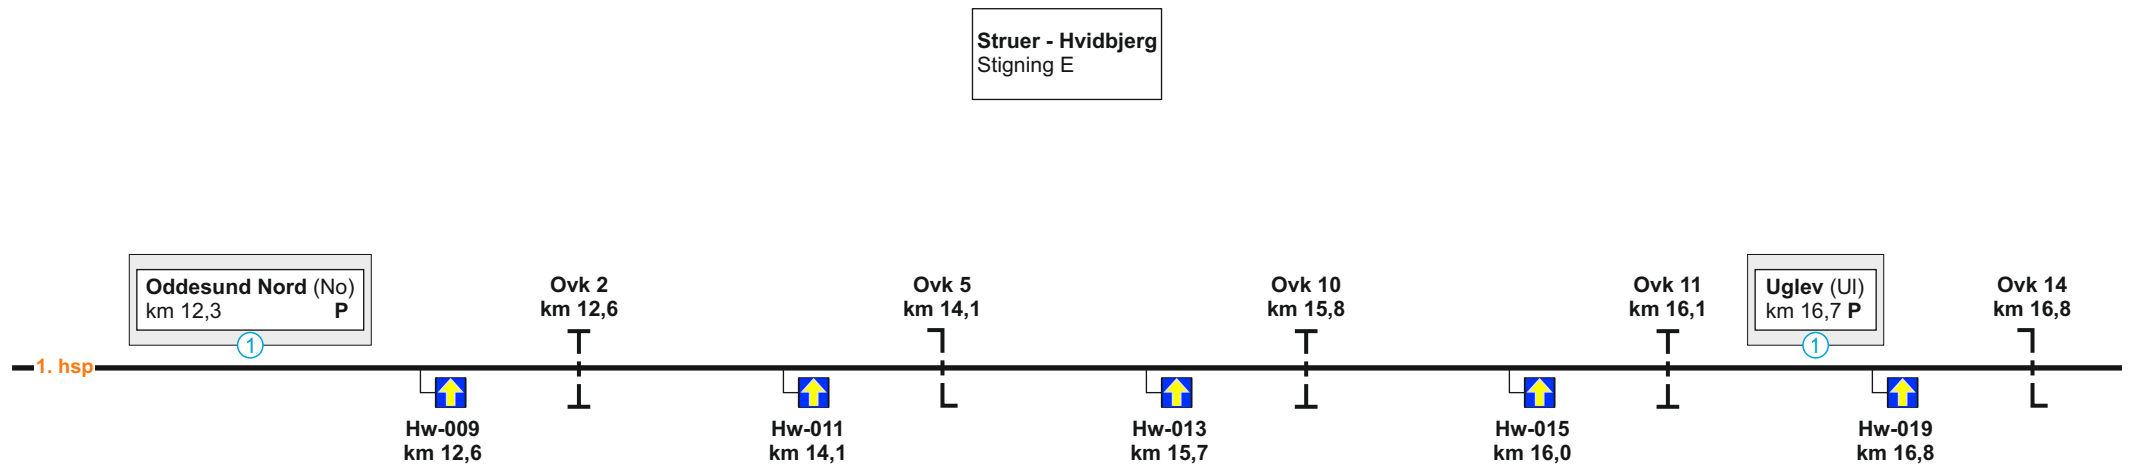 Struer - Hvidbjerg
Stigning E
Oddesund Nord (No)
km 12,3 P
1
Ovk 2
km 12,6
Ovk 5
km 14,1
Ovk 10
km 15,8
Ovk 11
km 16,1
Uglev (Ul)
km 16,7 P
1
Ovk 14
km 16,8
1. hsp
Hw-009
km 12,6
Hw-011
km 14,1
Hw-013
km 15,7
Hw-015
km 16,0
Hw-019
km 16,8